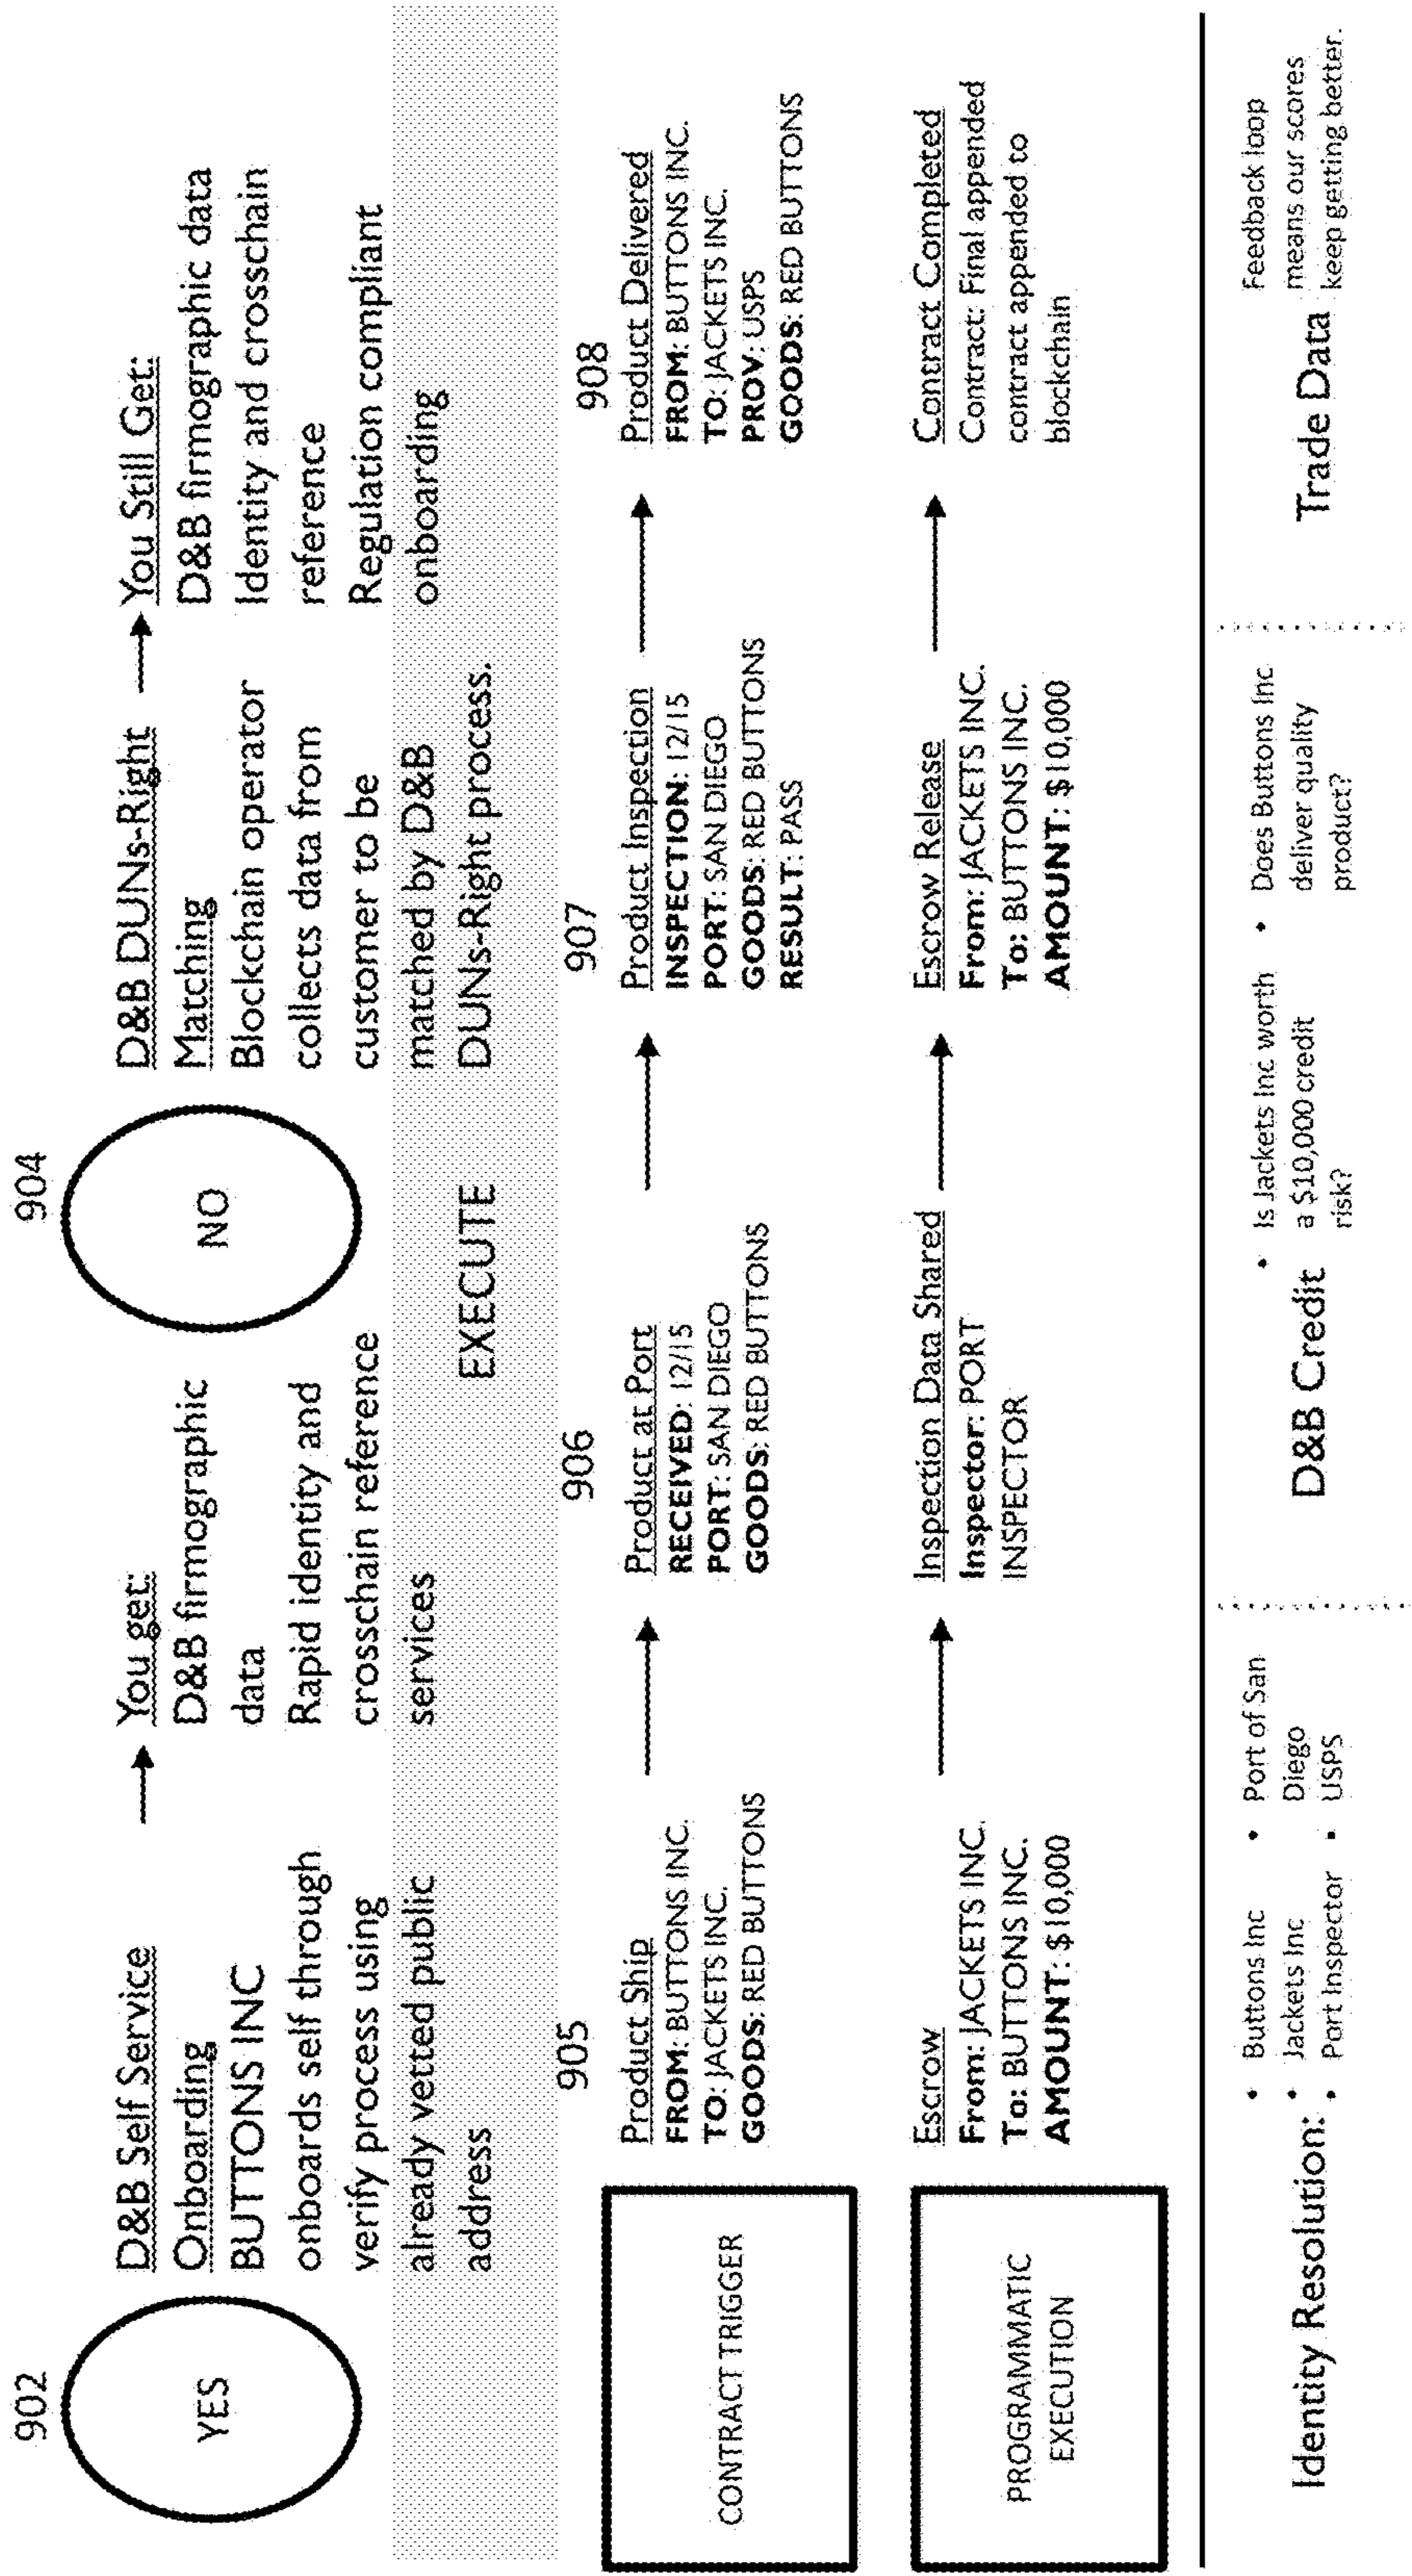 902
YES
D&B Self Service
Onboarding
BUTTONS INC
onboards self through
verify process using
already vetted public
address
You get:
D&B firmographic
data
Rapid identity and
crosschain reference
services
904
NO
D&B DUNs-Right
Matching
Blockchain operator
collects data from
customer to be
matched by D&B
DUNs-Right process.
You Still Get:
D&B firmographic data
Identity and crosschain
reference
Regulation compliant
onboarding
EXECUTE
CONTRACT TRIGGER
905
Product Ship
FROM: BUTTONS INC.
TO: JACKETS INC.
GOODS: RED BUTTONS
906
Product at Port
RECEIVED: 12/15
PORT: SAN DIEGO
GOODS: RED BUTTONS
907
Product Inspection
INSPECTION: 12/15
PORT: SAN DIEGO
GOODS: RED BUTTONS
RESULT: PASS
908
Product Delivered
FROM: BUTTONS INC.
TO: JACKETS INC.
PROV: USPS
GOODS: RED BUTTONS
PROGRAMMATIC
EXECUTION
Escrow
From: JACKETS INC.
To: BUTTONS INC.
AMOUNT: $10,000
Inspection Data Shared
Inspector: PORT
INSPECTOR
Escrow Release
From: JACKETS INC.
To: BUTTONS INC.
AMOUNT: $10,000
Contract Completed
Contract: Final appended
contract appended to
blockchain
Identity Resolution:
• Buttons Inc
• Jackets Inc
• Port Inspector
• Port of San
Diego
• USPS
D&B Credit
• Is Jackets Inc worth
a $10,000 credit
risk?
• Does Buttons Inc
deliver quality
product?
Trade Data
Feedback loop
means our scores
keep getting better.